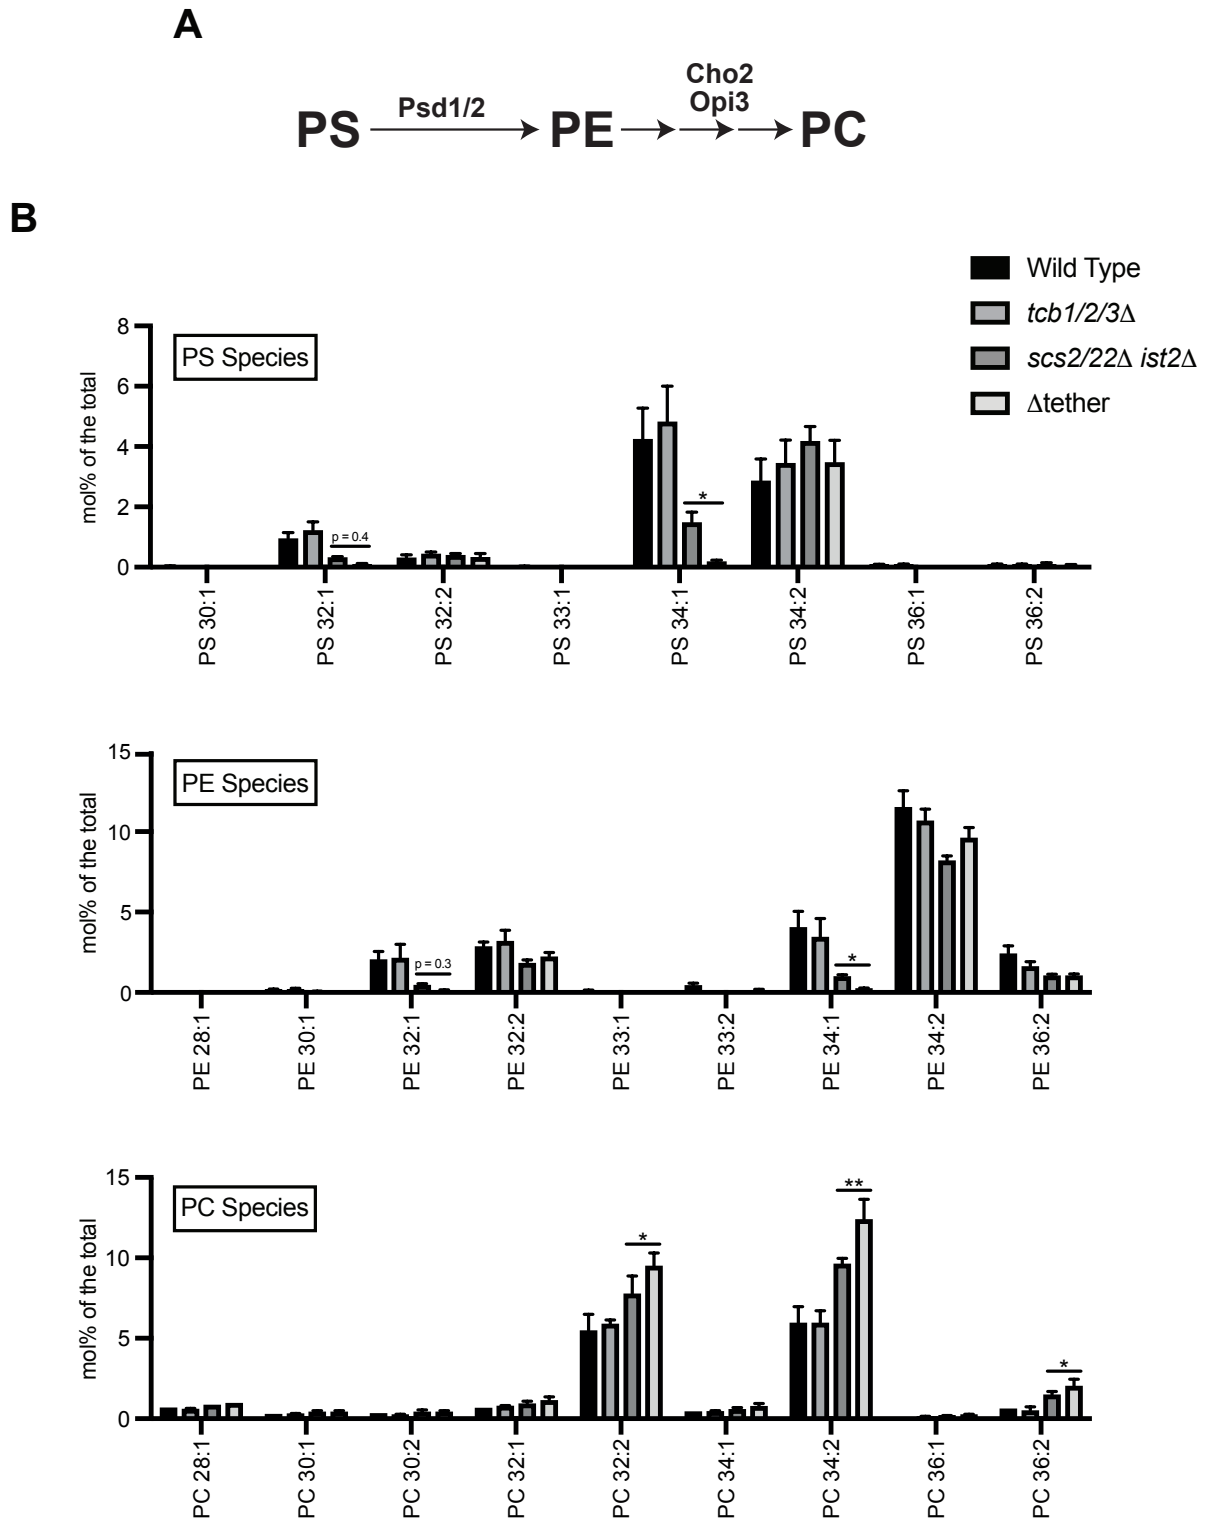 A
Cho2
Psd1/2 Opi3
PS PE PC
B
Wild Type
tcb1/2/3Δ
scs2/22Δ ist2Δ
Δtether
PS Species
mol% of the total
8
6
4
2
0
p = 0.4
*
PS 30:1
PS 32:1
PS 32:2
PS 33:1
PS 34:1
PS 34:2
PS 36:1
PS 36:2
PE Species
mol% of the total
15
10
5
0
p = 0.3
*
PE 28:1
PE 30:1
PE 32:1
PE 32:2
PE 33:1
PE 33:2
PE 34:1
PE 34:2
PE 36:2
PC Species
mol% of the total
15
10
5
0
*
**
*
PC 28:1
PC 30:1
PC 30:2
PC 32:1
PC 32:2
PC 34:1
PC 34:2
PC 36:1
PC 36:2